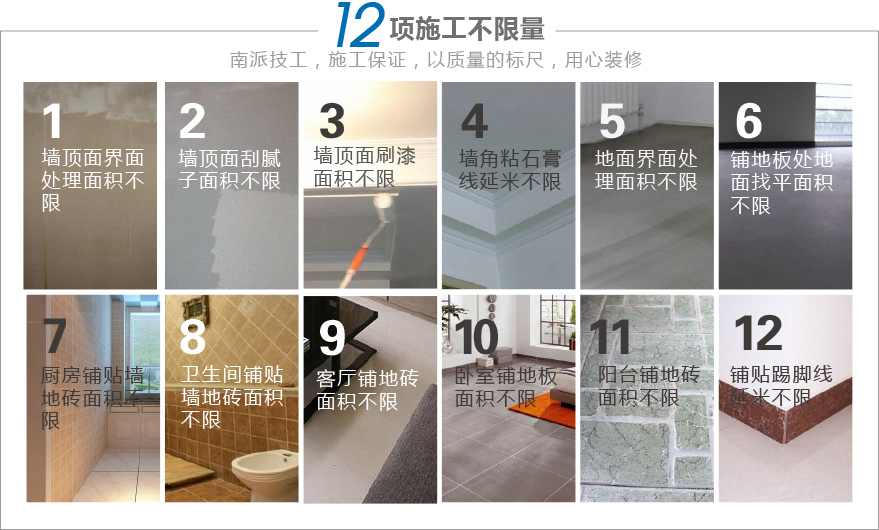 12项施工不限量
南派技工，施工保证，以质量的标尺，用心装修
1
墙顶面界面
处理面积不
限
2
墙顶面刮腻
子面积不限
3
墙顶面刷漆
面积不限
4
墙角粘石膏
线延米不限
5
地面界面处
理面积不限
6
铺地板处地
面找平面积
不限
7
厨房铺贴墙
地砖面积不
限
8
卫生间铺贴
墙地砖面积
不限
9
客厅铺地砖
面积不限
10
卧室铺地板
面积不限
11
阳台铺地砖
面积不限
12
铺贴踢脚线
延米不限